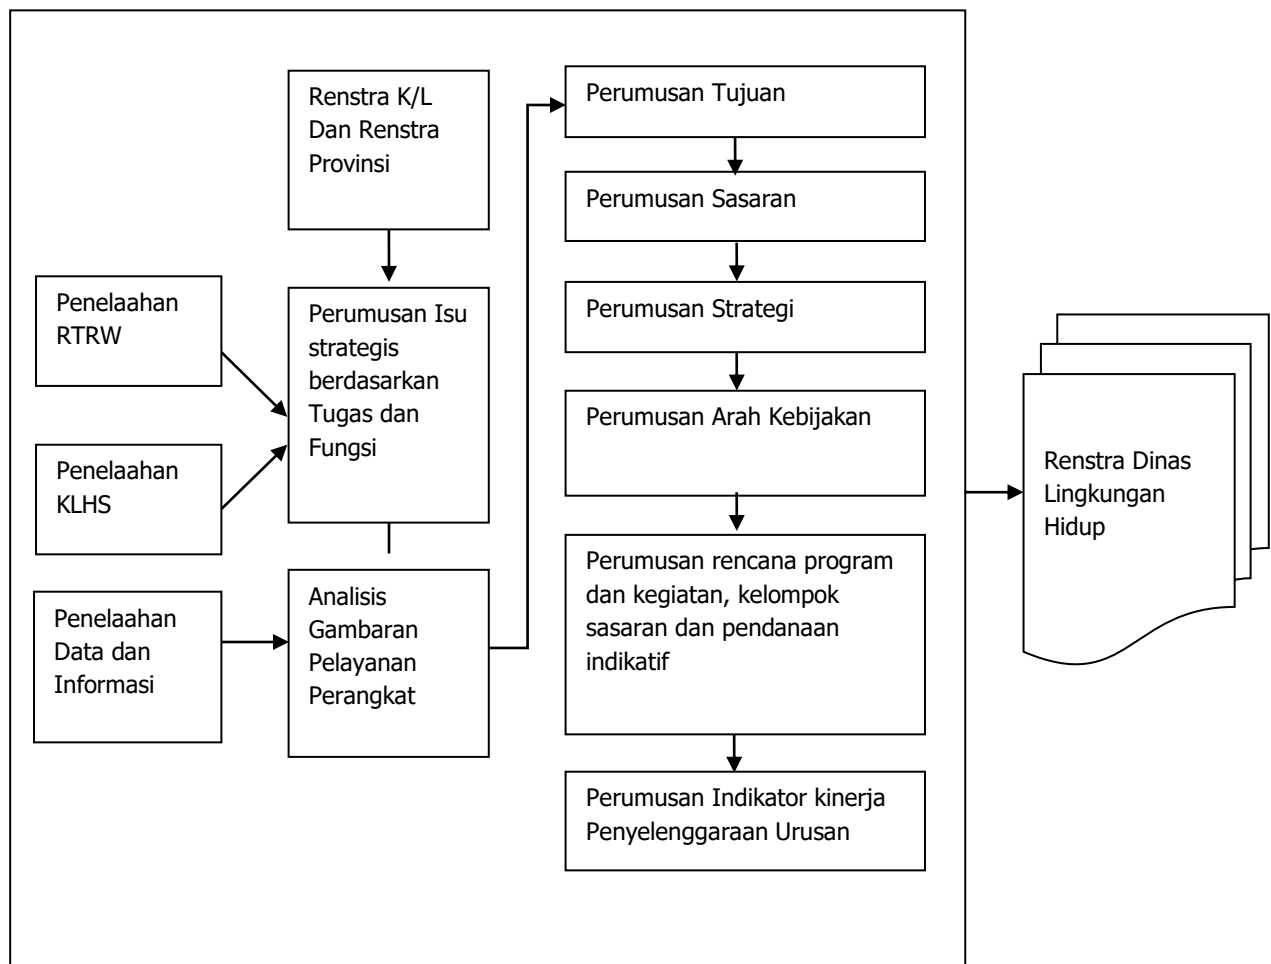 Renstra K/L
Dan Renstra
Provinsi
Penelaahan
RTRW
Perumusan Isu
strategis
berdasarkan
Tugas dan
Fungsi
Penelaahan
KLHS
Penelaahan
Data dan
Informasi
Analisis
Gambaran
Pelayanan
Perangkat
Perumusan Tujuan
Perumusan Sasaran
Perumusan Strategi
Perumusan Arah Kebijakan
Perumusan rencana program
dan kegiatan, kelompok
sasaran dan pendanaan
indikatif
Perumusan Indikator kinerja
Penyelenggaraan Urusan
Renstra Dinas
Lingkungan
Hidup